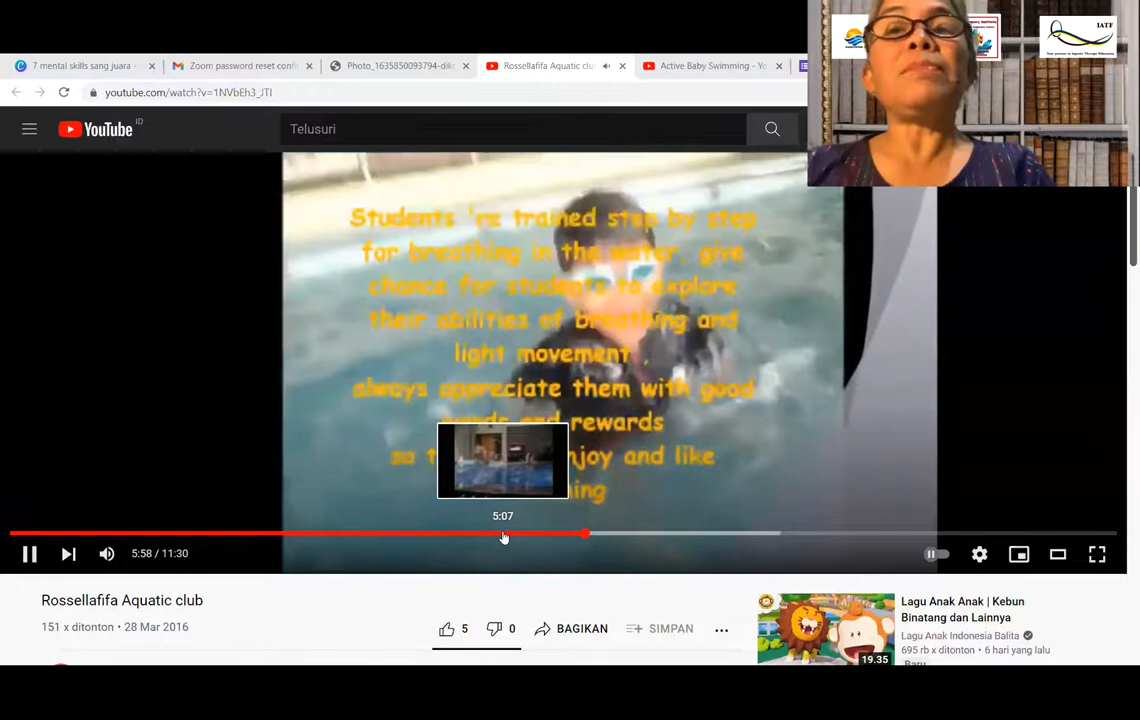 7 mental skills sang juara -
Zoom password reset confi
Photo_1635850093794-diko
Rossellafifa Aquatic clu
Active Baby Swimming - Yo
IATF
youtube.com/watch?v=1NVbEh3_JTI
YouTube ID
Telusuri
Students 're trained step by step
for breathing in the water, give
chance for students to explore
their abilities of breathing and
light movement ,
always appreciate them with good
words and rewards
so t njoy and like
ing
5:07
5:58 / 11:30
Rossellafifa Aquatic club
151 x ditonton • 28 Mar 2016
5
0
BAGIKAN
SIMPAN
Lagu Anak Anak | Kebun
Binatang dan Lainnya
Lagu Anak Indonesia Balita
695 rb x ditonton • 6 hari yang lalu
Baru
19.35